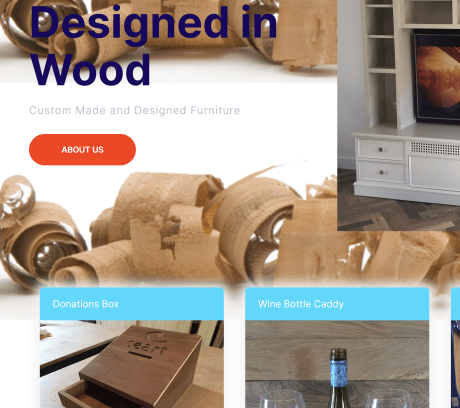 Designed in
Wood
Custom Made and Designed Furniture
ABOUT US
Donations Box
Wine Bottle Caddy